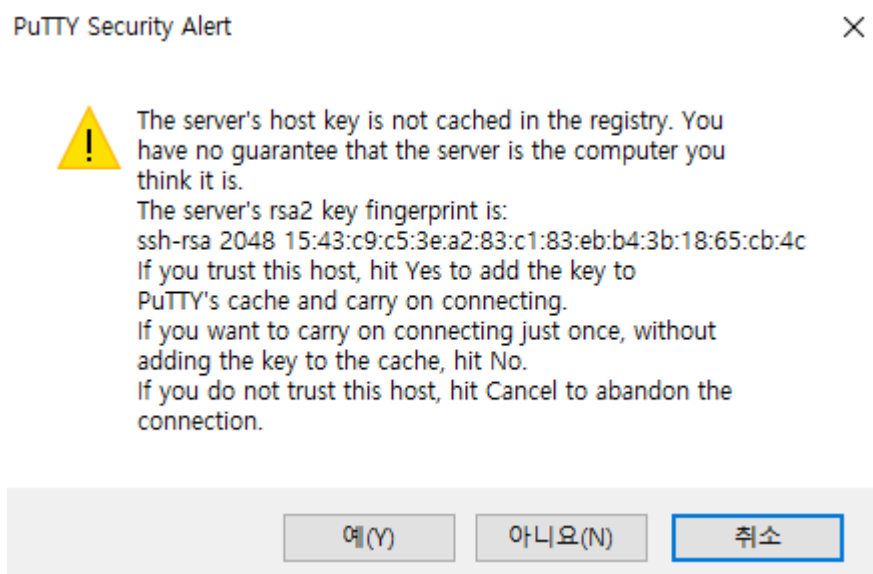 PuTTY Security Alert
The server's host key is not cached in the registry. You
have no guarantee that the server is the computer you
think it is.
The server's rsa2 key fingerprint is:
ssh-rsa 2048 15:43:c9:c5:3e:a2:83:c1:83:eb:b4:3b:18:65:cb:4c
If you trust this host, hit Yes to add the key to
PuTTY's cache and carry on connecting.
If you want to carry on connecting just once, without
adding the key to the cache, hit No.
If you do not trust this host, hit Cancel to abandon the
connection.
예(Y) 아니요(N) 취소